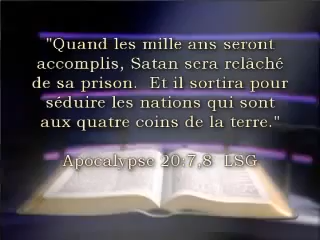 "Quand les mille ans seront
accomplis, Satan sera relâché
de sa prison. Et il sortira pour
séduire les nations qui sont
aux quatre coins de la terre."
Apocalypse 20:7,8 LSG